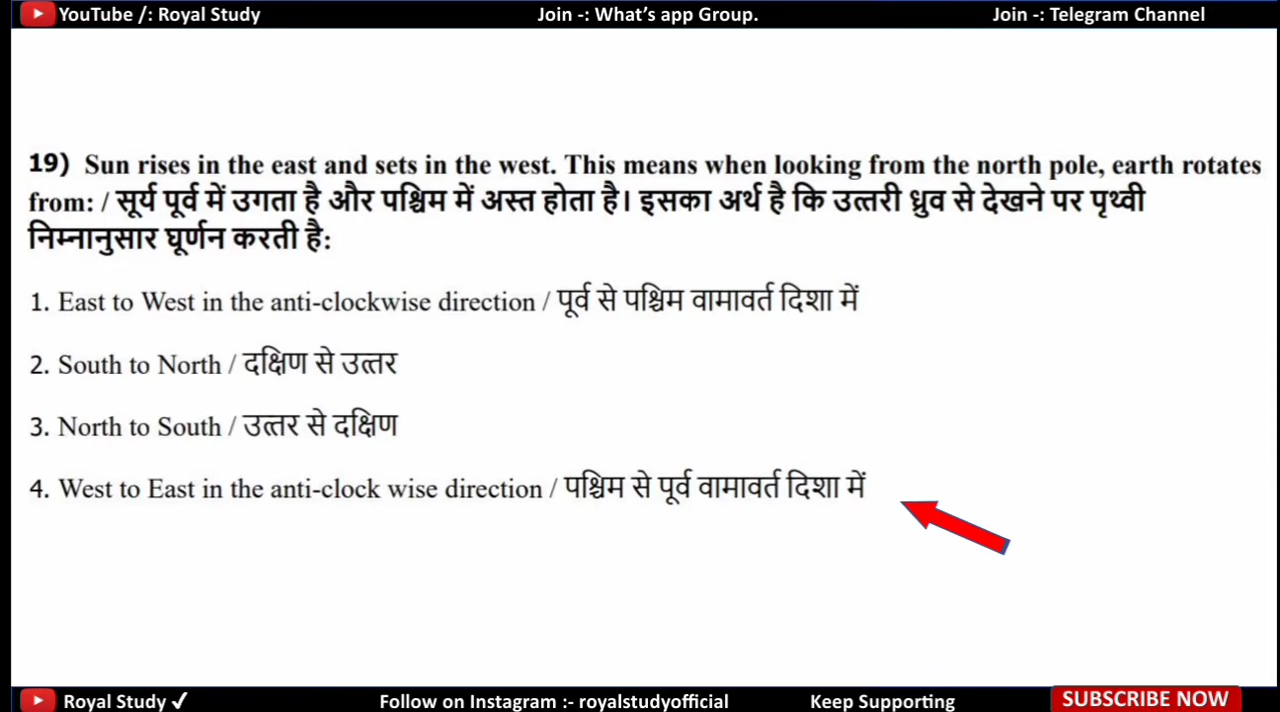 YouTube /: Royal Study Join -: What's app Group. Join -: Telegram Channel
19) Sun rises in the east and sets in the west. This means when looking from the north pole, earth rotates
from: / सूर्य पूर्व में उगता है और पश्चिम में अस्त होता है। इसका अर्थ है कि उत्तरी ध्रुव से देखने पर पृथ्वी
निम्नानुसार घूर्णन करती है:
1. East to West in the anti-clockwise direction / पूर्व से पश्चिम वामावर्त दिशा में
2. South to North / दक्षिण से उत्तर
3. North to South / उत्तर से दक्षिण
4. West to East in the anti-clock wise direction / पश्चिम से पूर्व वामावर्त दिशा में
Royal Study ✓ Follow on Instagram :- royalstudyofficial Keep Supporting SUBSCRIBE NOW